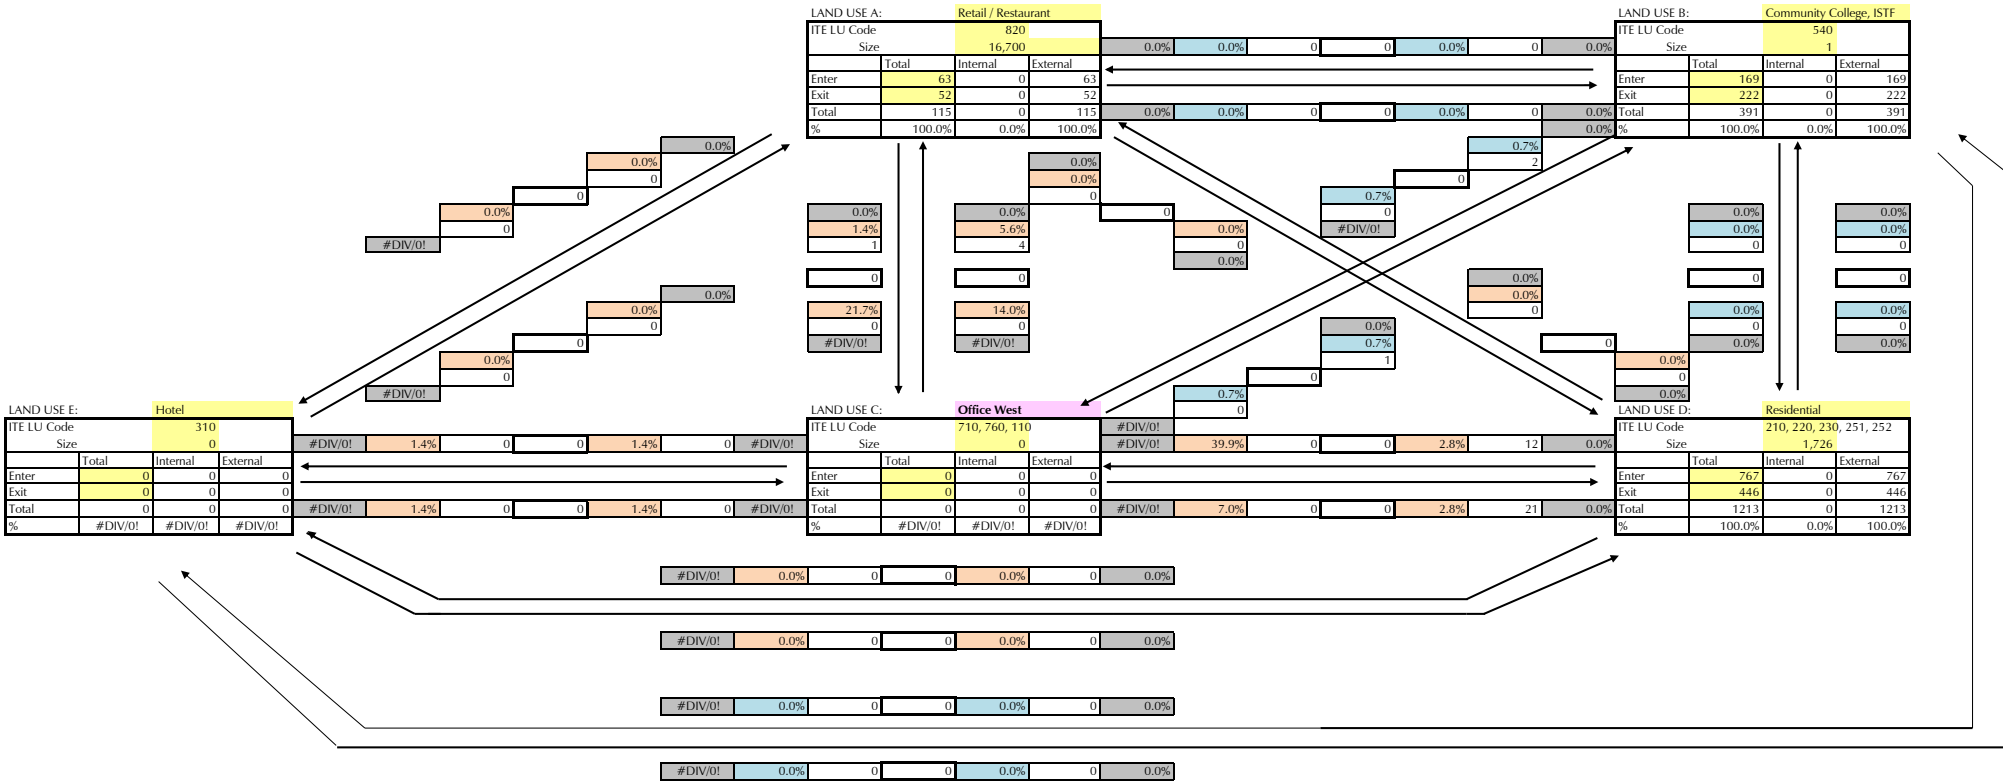 LAND USE A: Retail / Restaurant LAND USE B: Community College, ISTF
ITE LU Code 820 ITE LU Code 540
Size 16,700 0.0% 0.0% 0 0 0.0% 0 0.0% Size 1
Total Internal External Total Internal External
Enter 63 0 63 Enter 169 0 169
Exit 52 0 52 Exit 222 0 222
Total 115 0 115 0.0% 0.0% 0 0 0.0% 0 0.0% Total 391 0 391
% 100.0% 0.0% 100.0% 0.0% % 100.0% 0.0% 100.0%
0.0% 0.7%
0.0% 0.0% 2
0 0.0% 0
0 0 0.7%
0.0% 0.0% 0.0% 0 0 0.0% 0.0%
0 1.4% 5.6% 0.0% #DIV/0! 0.0% 0.0%
#DIV/0! 1 4 0 0 0
0.0%
0 0 0.0% 0 0
0.0% 0.0%
0.0% 21.7% 14.0% 0 0.0% 0.0%
0 0 0 0.0% 0 0
0 #DIV/0! #DIV/0! 0.7% 0 0.0% 0.0%
0.0% 1 0.0%
0 0 0
#DIV/0! 0.7% 0.0%
LAND USE E: Hotel LAND USE C: Office West 0 LAND USE D: Residential
ITE LU Code 310 ITE LU Code 710, 760, 110 #DIV/0! ITE LU Code 210, 220, 230, 251, 252
Size 0 #DIV/0! 1.4% 0 0 1.4% 0 #DIV/0! Size 0 #DIV/0! 39.9% 0 0 2.8% 12 0.0% Size 1,726
Total Internal External Total Internal External Total Internal External
Enter 0 0 0 Enter 0 0 0 Enter 767 0 767
Exit 0 0 0 Exit 0 0 0 Exit 446 0 446
Total 0 0 0 #DIV/0! 1.4% 0 0 1.4% 0 #DIV/0! Total 0 0 0 #DIV/0! 7.0% 0 0 2.8% 21 0.0% Total 1213 0 1213
% #DIV/0! #DIV/0! #DIV/0! % #DIV/0! #DIV/0! #DIV/0! % 100.0% 0.0% 100.0%
#DIV/0! 0.0% 0 0 0.0% 0 0.0%
#DIV/0! 0.0% 0 0 0.0% 0 0.0%
#DIV/0! 0.0% 0 0 0.0% 0 0.0%
#DIV/0! 0.0% 0 0 0.0% 0 0.0%